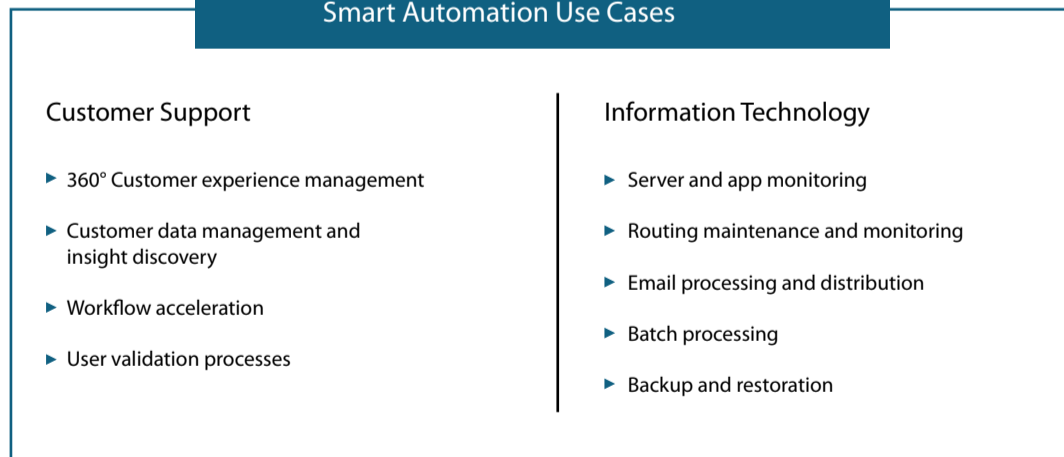 Smart Automation Use Cases
Customer Support
360° Customer experience management
Customer data management and
insight discovery
Workflow acceleration
User validation processes
Information Technology
Server and app monitoring
Routing maintenance and monitoring
Email processing and distribution
Batch processing
Backup and restoration